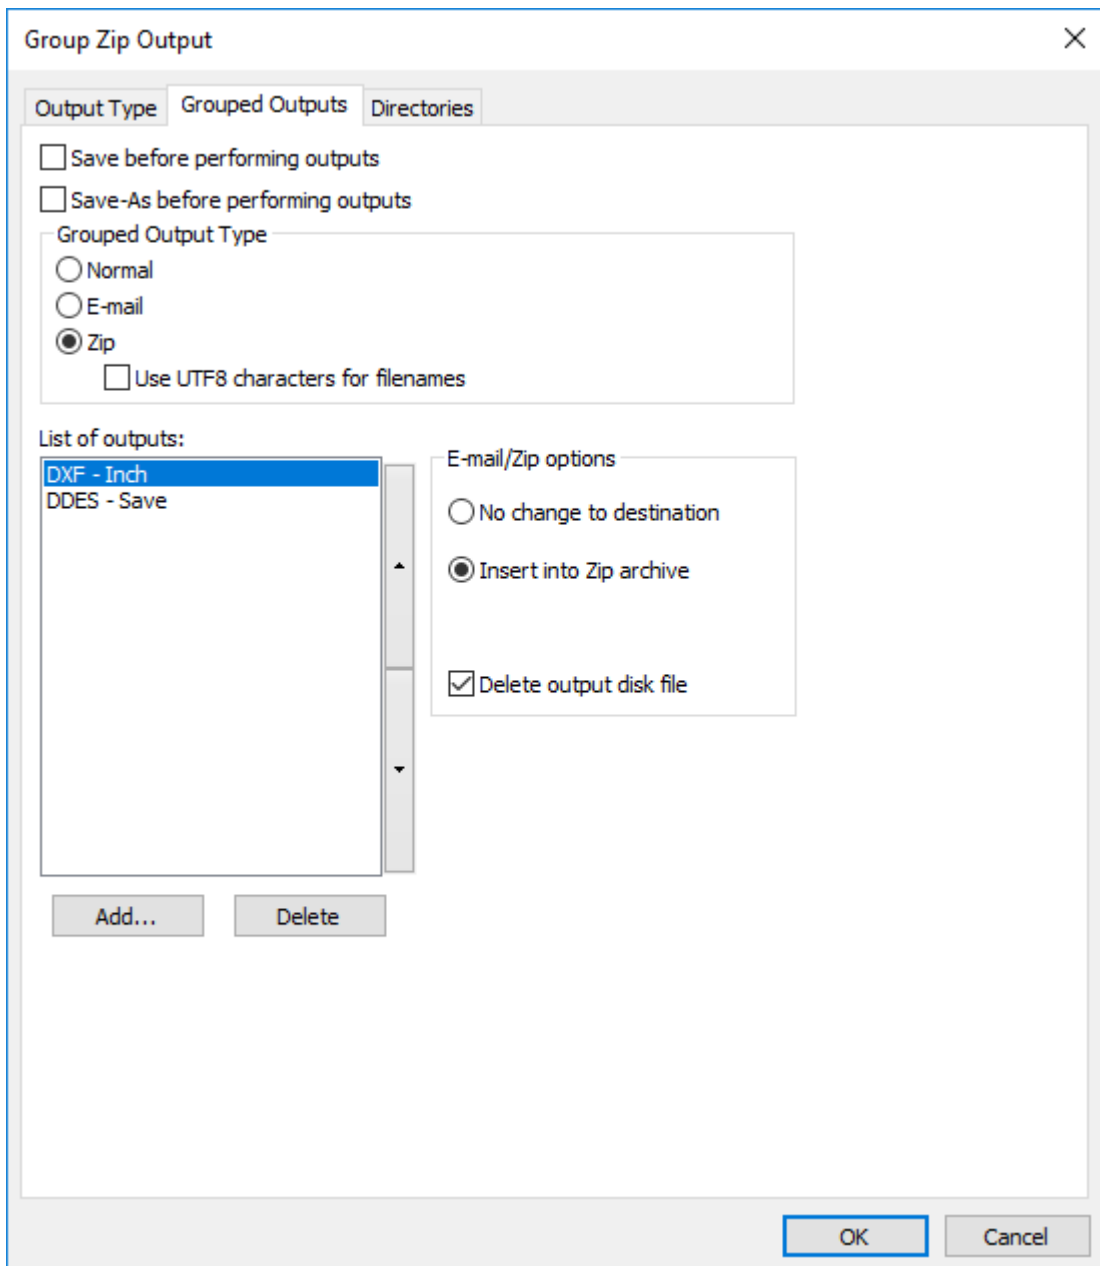 Group Zip Output
Output Type
Grouped Outputs
Directories
Save before performing outputs
Save-As before performing outputs
Grouped Output Type
Normal
E-mail
Zip
Use UTF8 characters for filenames
List of outputs:
DXF - Inch
DDES - Save
E-mail/Zip options
No change to destination
Insert into Zip archive
Delete output disk file
Add...
Delete
OK
Cancel